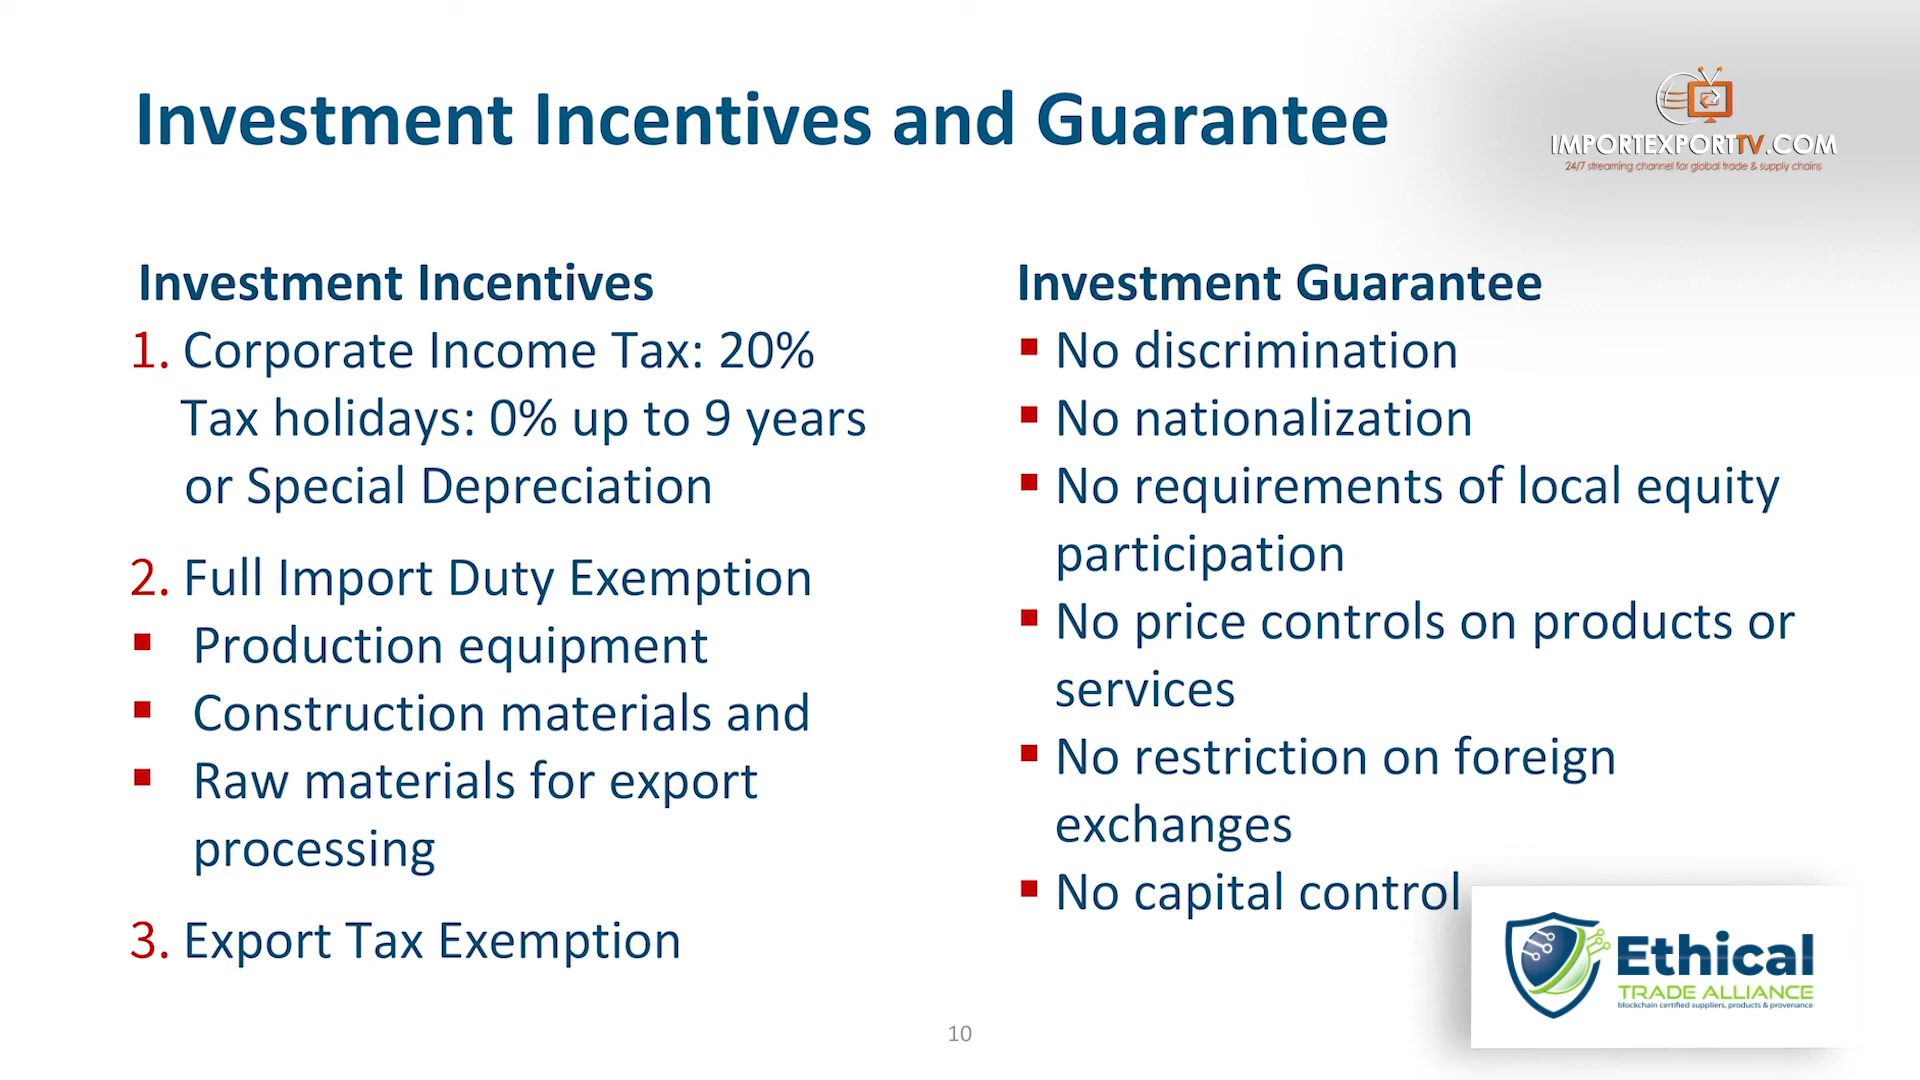 Investment Incentives and Guarantee
IMPORTEXPORTTV.COM
24/7 streaming channel for global trade & supply chains
Investment Incentives
1. Corporate Income Tax: 20%
Tax holidays: 0% up to 9 years
or Special Depreciation
2. Full Import Duty Exemption
▪ Production equipment
▪ Construction materials and
▪ Raw materials for export
processing
3. Export Tax Exemption
Investment Guarantee
▪ No discrimination
▪ No nationalization
▪ No requirements of local equity
participation
▪ No price controls on products or
services
▪ No restriction on foreign
exchanges
▪ No capital control
Ethical
TRADE ALLIANCE
blockchain certified suppliers, products & provenance
10